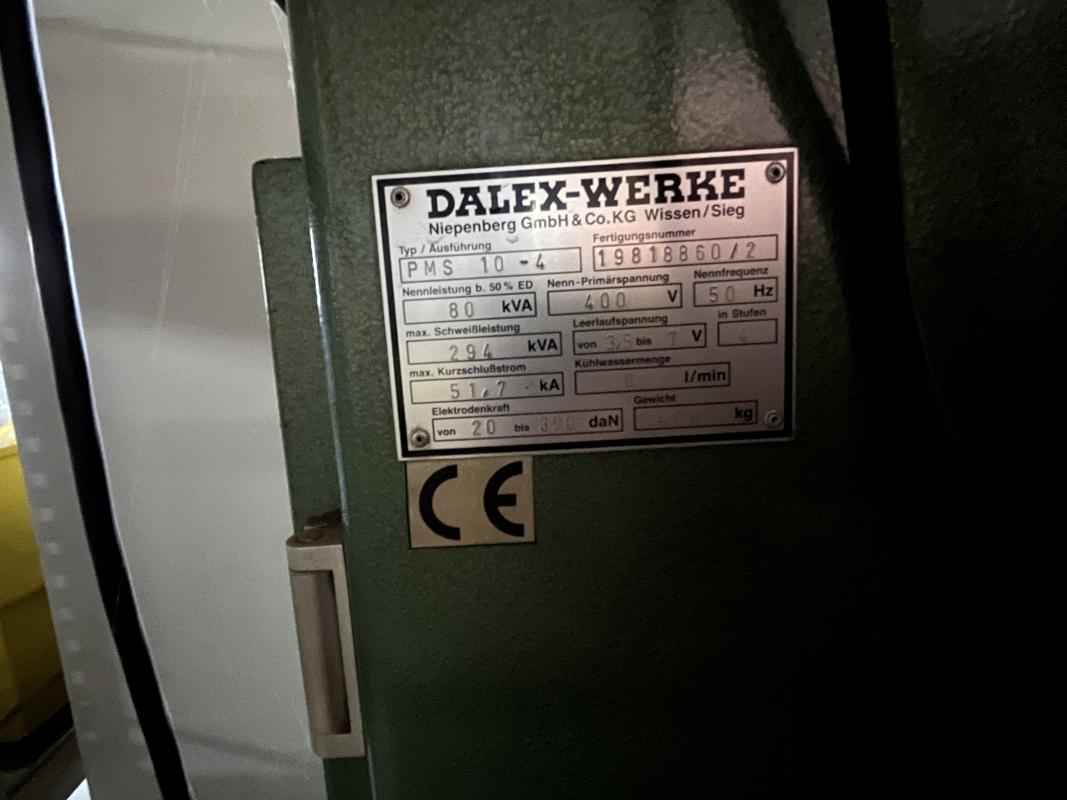 DALEX-WERKE
Niepenberg GmbH & Co. KG Wissen/Sieg
Typ / Ausführung Fertigungsnummer
PMS 10-4 19818860/2
Nennleistung b. 50% ED Nenn-Primärspannung Nennfrequenz
80 kVA 400 V 50 Hz
max. Schweißleistung Leerlaufspannung in Stufen
294 kVA von 3,5 bis 7 V 4
max. Kurzschlußstrom Kühlwassermenge
51,7 kA l/min
Elektrodenkraft Gewicht
von 20 bis daN kg
CE